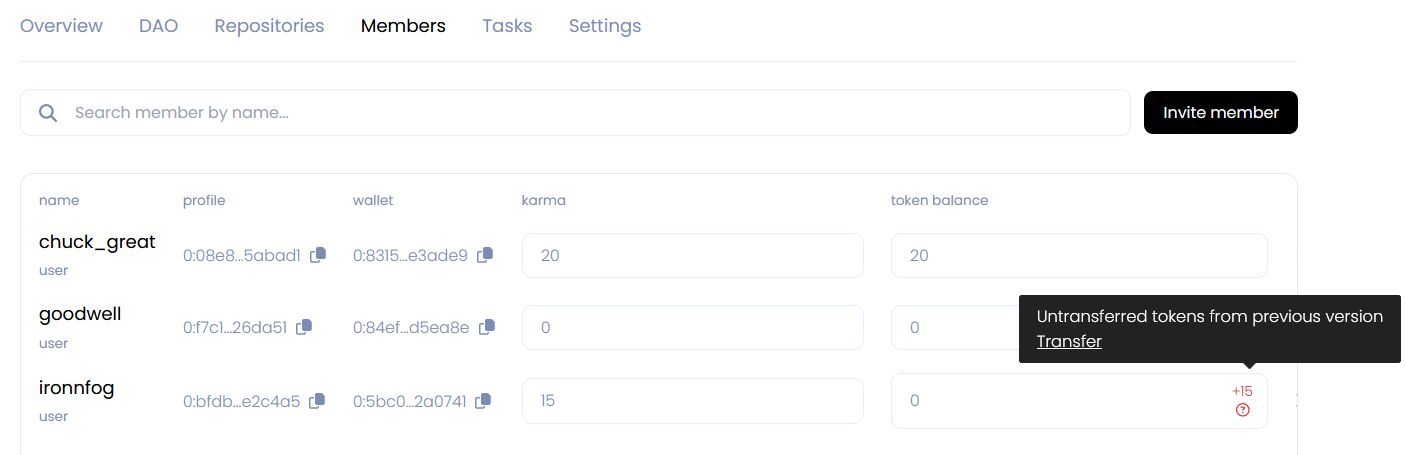 Overview DAO Repositories Members Tasks Settings
Search member by name...
Invite member
name profile wallet karma token balance
chuck_great
user
0:08e8...5abad1 0:8315...e3ade9 20 20
goodwell
user
0:f7c1...26da51 0:84ef...d5ea8e 0 0
Untransferred tokens from previous version
Transfer
ironnfog
user
0:bfdb...e2c4a5 0:5bc0...2a0741 15 0 +15